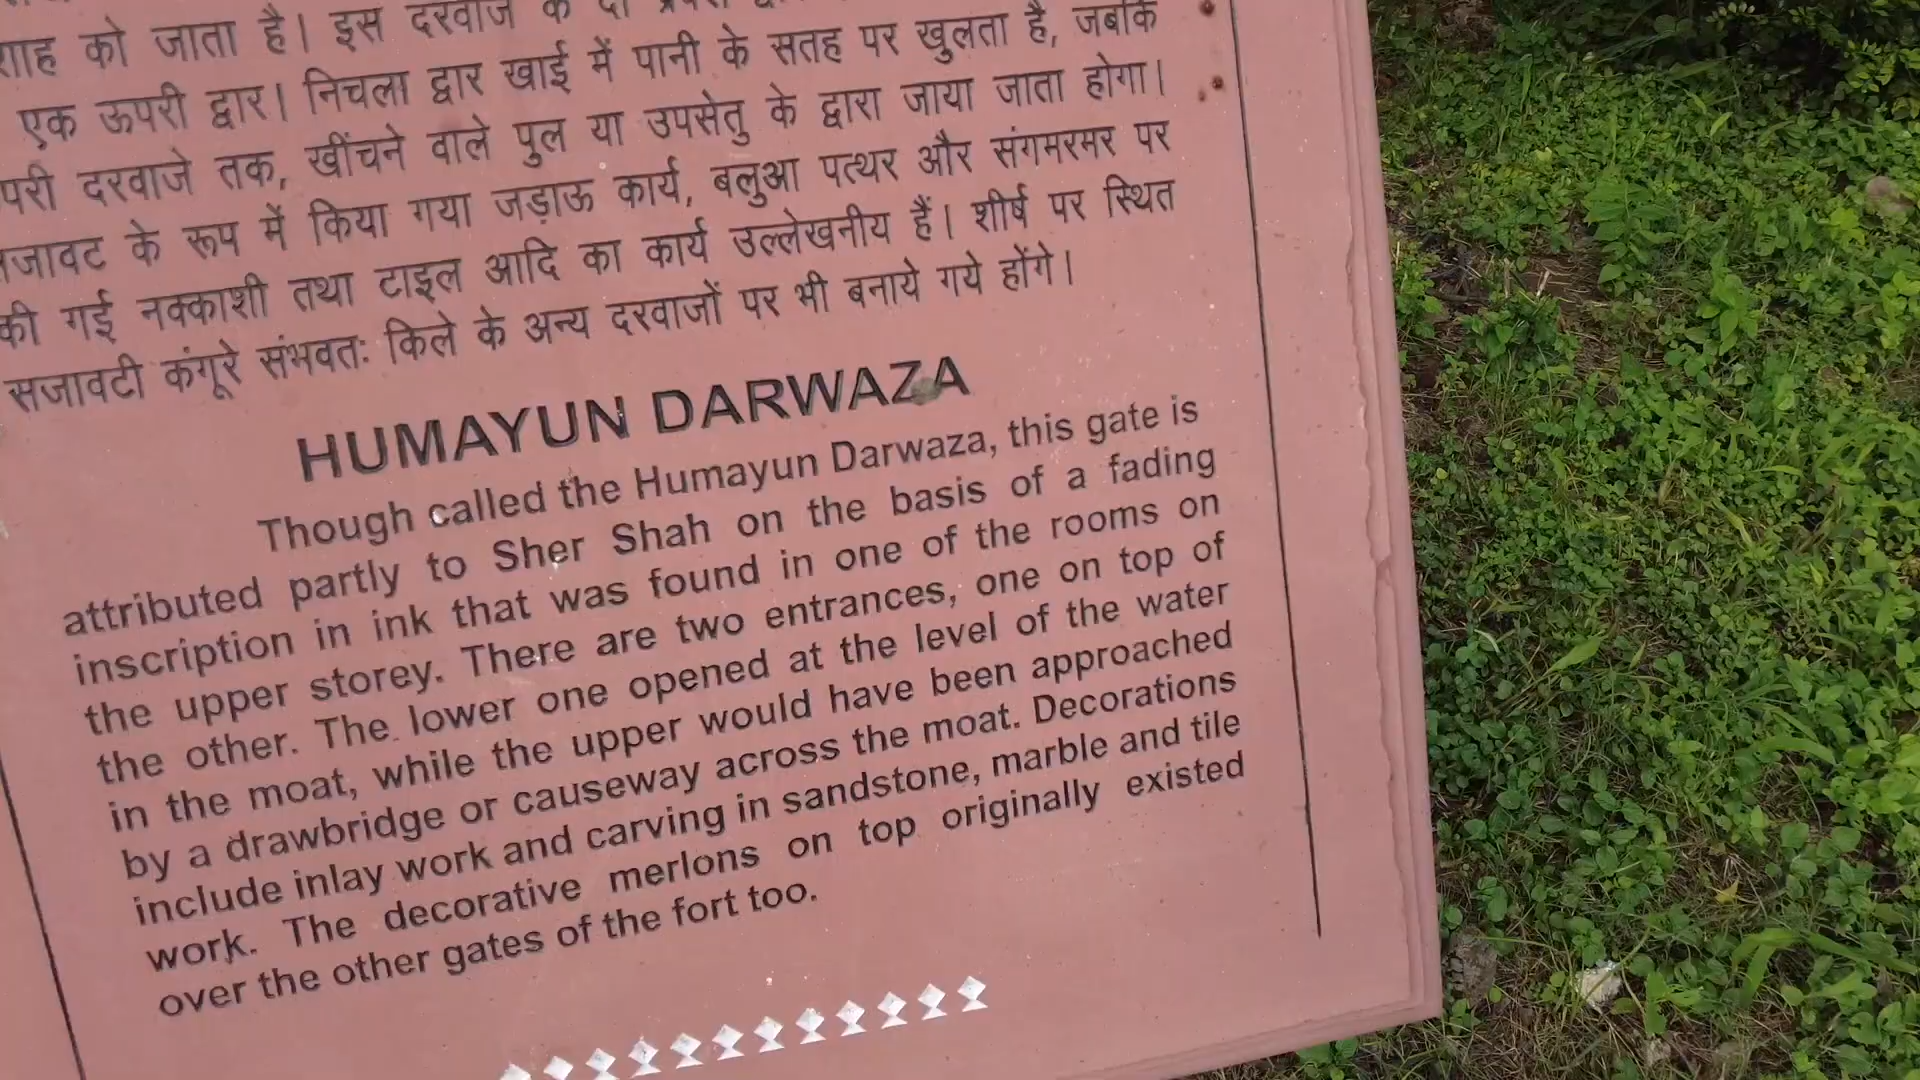 शाह को जाता है। इस दरवाजे के दो
एक ऊपरी द्वार। निचला द्वार खाई में पानी के सतह पर खुलता है, जबकि
परी दरवाजे तक, खींचने वाले पुल या उपसेतु के द्वारा जाया जाता होगा।
सजावट के रूप में किया गया जड़ाऊ कार्य, बलुआ पत्थर और संगमरमर पर
की गई नक्काशी तथा टाइल आदि का कार्य उल्लेखनीय हैं। शीर्ष पर स्थित
सजावटी कंगूरे संभवतः किले के अन्य दरवाजों पर भी बनाये गये होंगे।
HUMAYUN DARWAZA
Though called the Humayun Darwaza, this gate is
attributed partly to Sher Shah on the basis of a fading
inscription in ink that was found in one of the rooms on
the upper storey. There are two entrances, one on top of
the other. The lower one opened at the level of the water
in the moat, while the upper would have been approached
by a drawbridge or causeway across the moat. Decorations
include inlay work and carving in sandstone, marble and tile
work. The decorative merlons on top originally existed
over the other gates of the fort too.